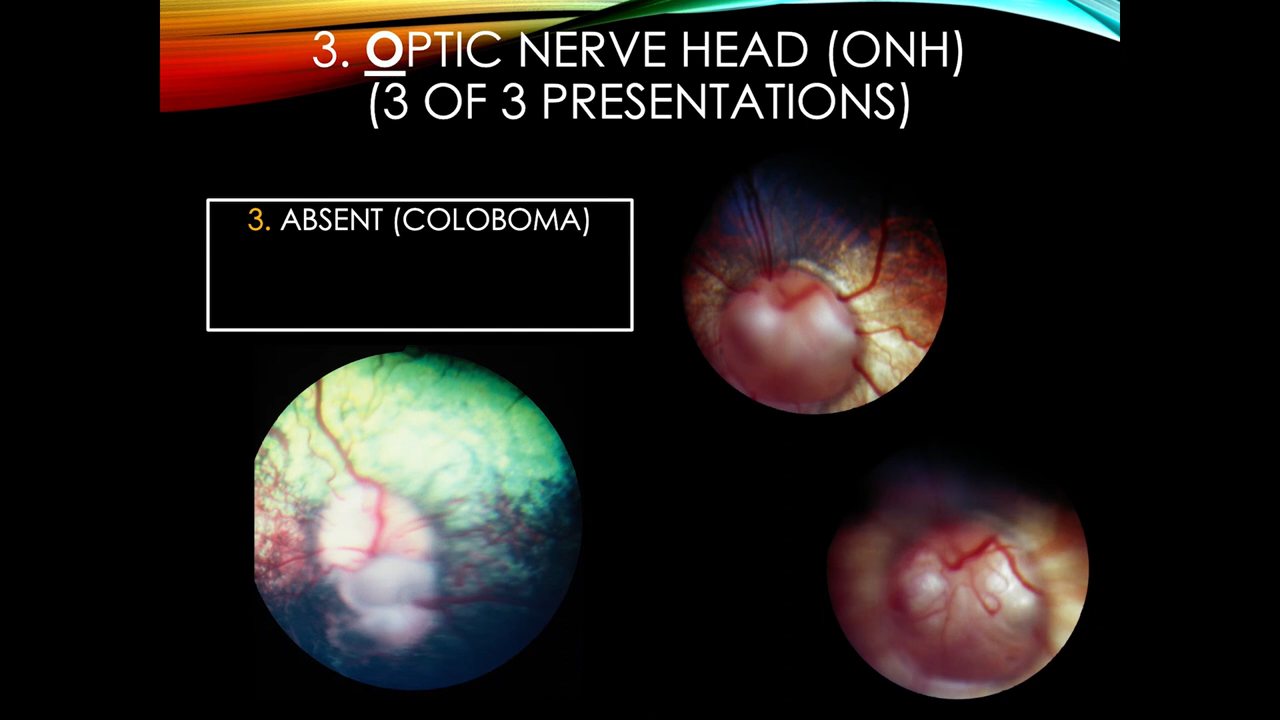 3. OPTIC NERVE HEAD (ONH)
(3 OF 3 PRESENTATIONS)
3. ABSENT (COLOBOMA)